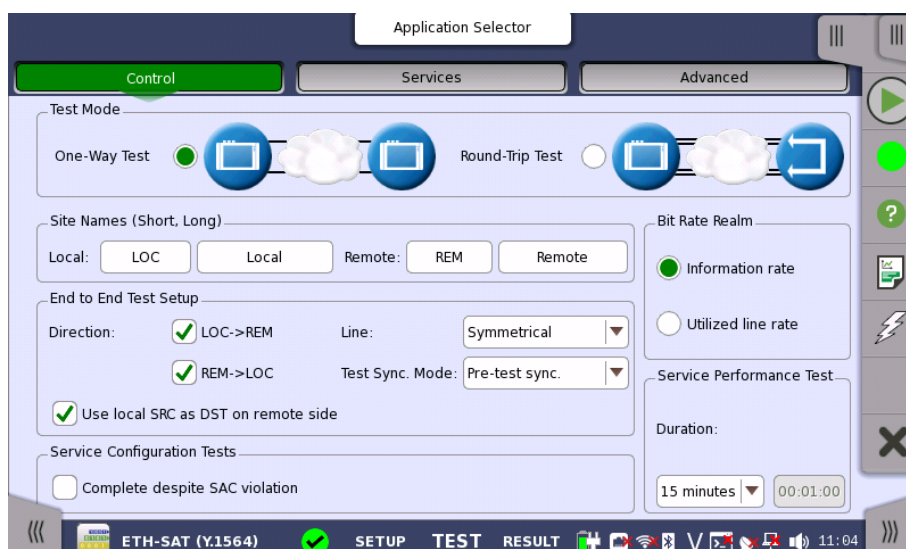 Application Selector
Control Services Advanced
Test Mode
One-Way Test Round-Trip Test
Site Names (Short, Long)
Local: LOC Local Remote: REM Remote
Bit Rate Realm
Information rate
Utilized line rate
End to End Test Setup
Direction: LOC->REM Line: Symmetrical
REM->LOC Test Sync. Mode: Pre-test sync.
Use local SRC as DST on remote side
Service Performance Test
Duration:
15 minutes 00:01:00
Service Configuration Tests
Complete despite SAC violation
ETH-SAT (Y.1564) SETUP TEST RESULT 11:04